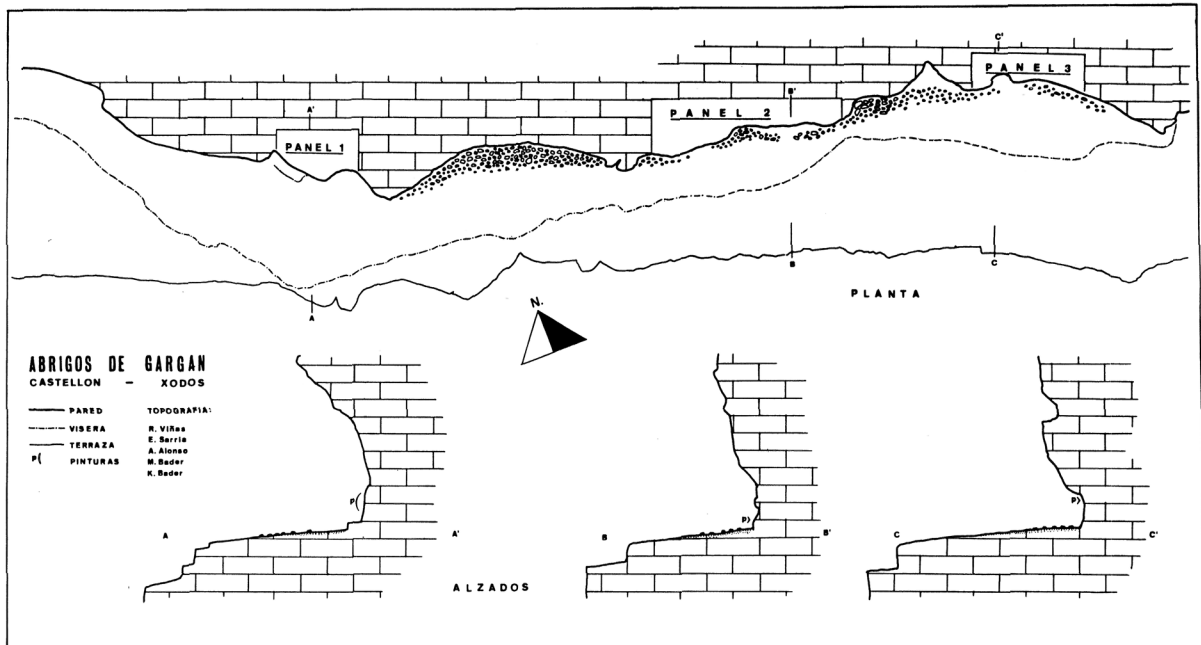 C'
PANEL 3
B'
PANEL 2
A'
PANEL 1
B
C
PLANTA
A
N.
ABRIGOS DE GARGAN
CASTELLON - XODOS
PARED
VISERA
TERRAZA
P( PINTURAS
TOPOGRAFIA:
R. Viñas
E. Sarria
A. Alonso
M. Bader
K. Bader
P(
A
A'
P)
B
B'
P)
C
C'
ALZADOS